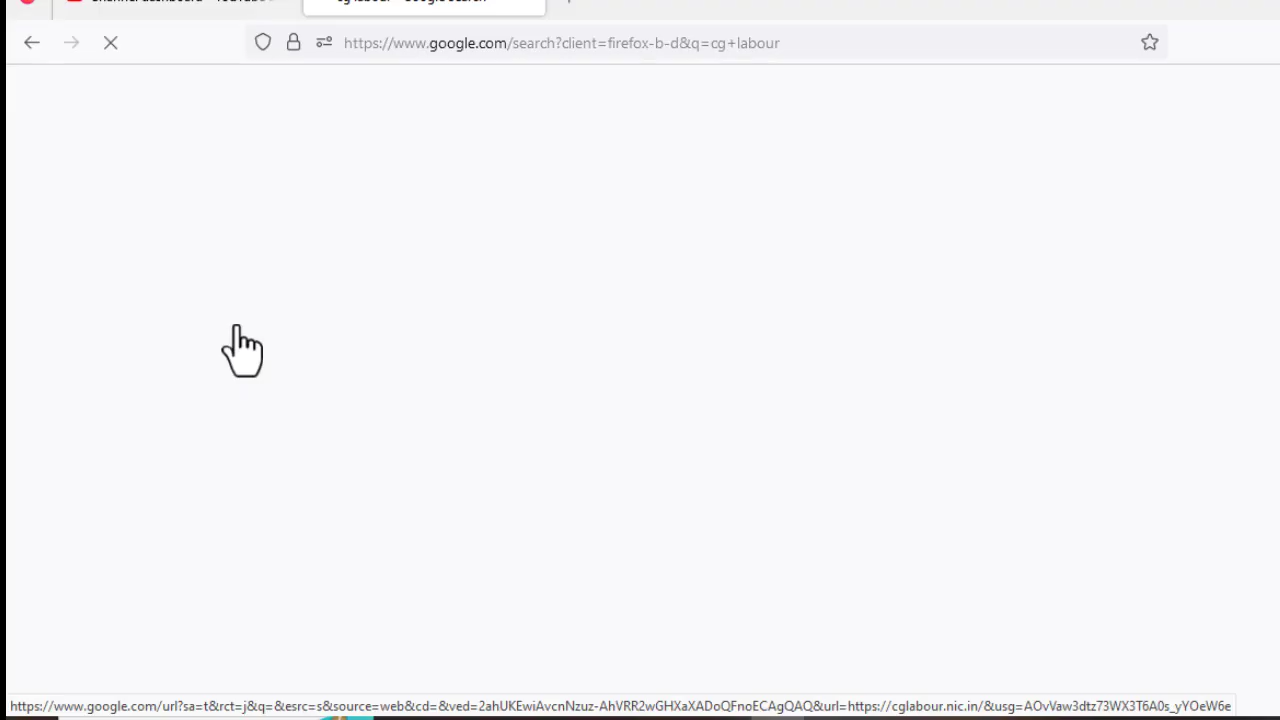 Channel dashboard - YouTube
cg labour - Google Search
https://www.google.com/search?client=firefox-b-d&q=cg+labour
https://www.google.com/url?sa=t&rct=j&q=&esrc=s&source=web&cd=&ved=2ahUKEwiAvcnNzuz-AhVRR2wGHXaXADoQFnoECAgQAQ&url=https://cglabour.nic.in/&usg=AOvVaw3dtz73WX3T6A0s_yYOeW6e